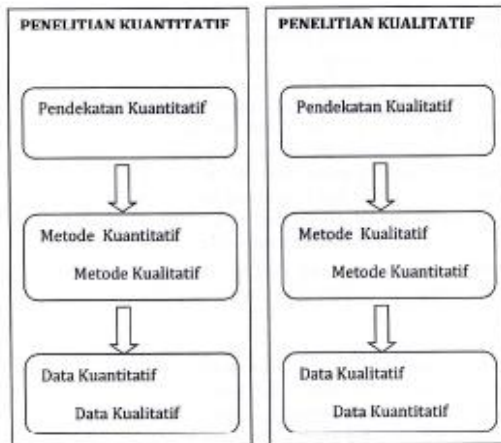 PENELITIAN KUANTITATIF
Pendekatan Kuantitatif
Metode Kuantitatif
Metode Kualitatif
Data Kuantitatif
Data Kualitatif
PENELITIAN KUALITATIF
Pendekatan Kualitatif
Metode Kualitatif
Metode Kuantitatif
Data Kualitatif
Data Kuantitatif